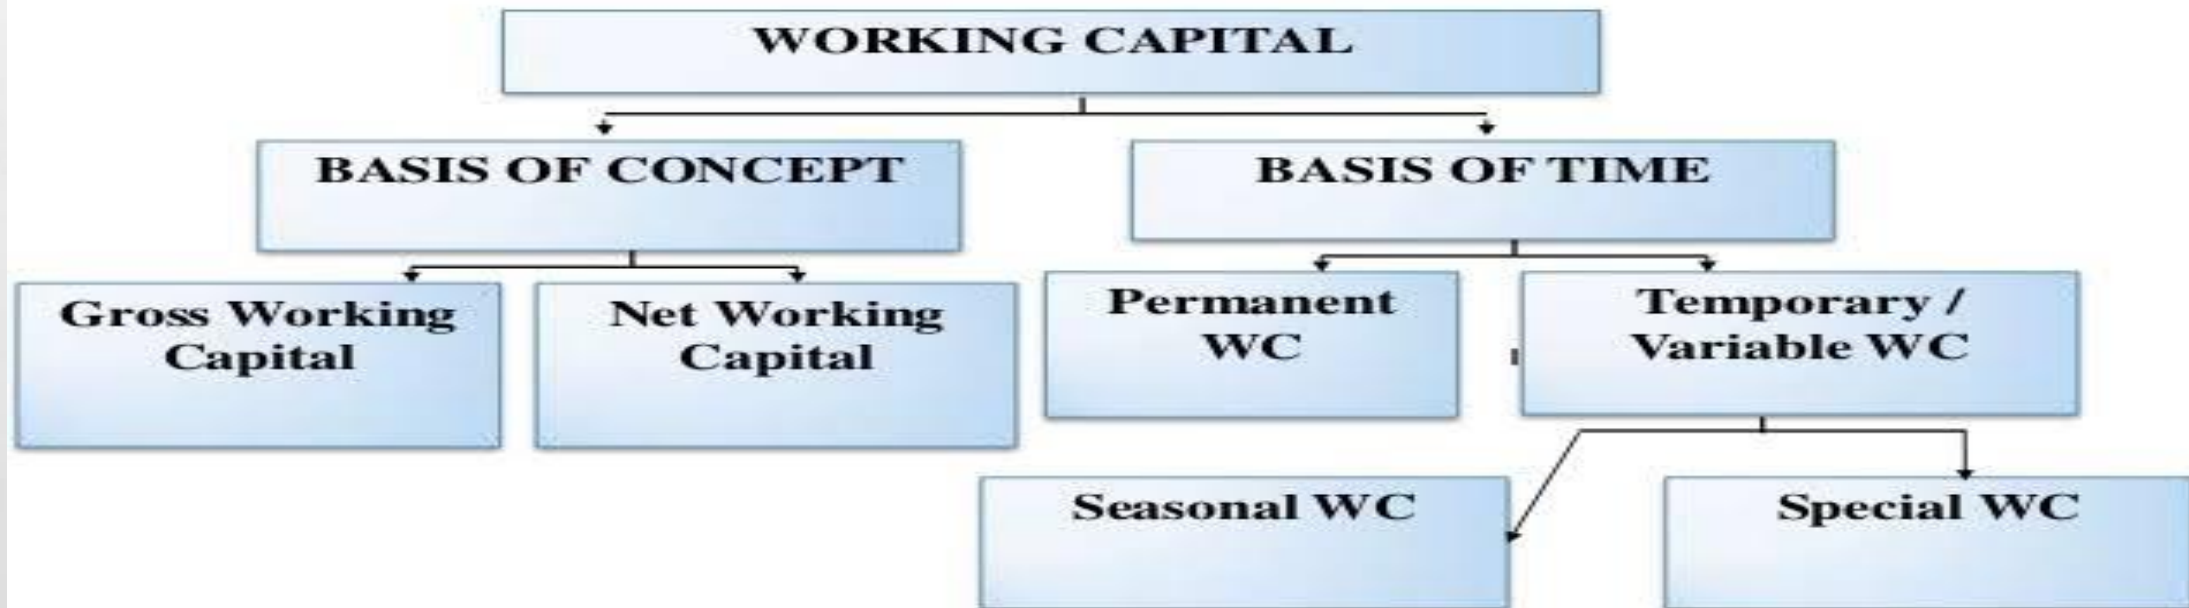 WORKING CAPITAL
BASIS OF CONCEPT
BASIS OF TIME
Gross Working
Capital
Net Working
Capital
Permanent
WC
Temporary /
Variable WC
Seasonal WC
Special WC